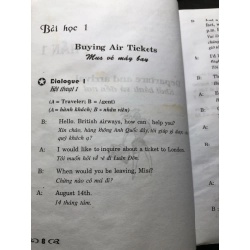 Bài học 1
Buying Air Tickets
Mua vé máy bay
Dialogue 1
Hội thoại 1
(A = Traveler; B = Agent)
(A = hành khách; B = nhân viên)
B: Hello. British airways, how can I help you?
Xin chào, hãng hàng không Anh Quốc đây, tôi giúp gì được cho
quý khách ạ?
A: I would like to inquire about a ticket to London.
Tôi muốn hỏi về vé đi Luân Đôn.
B: When would you be leaving, Miss?
Chừng nào cô mới đi?
A: August 14th.
14 tháng tám.
B:
A:
B:
A:
B:
A: